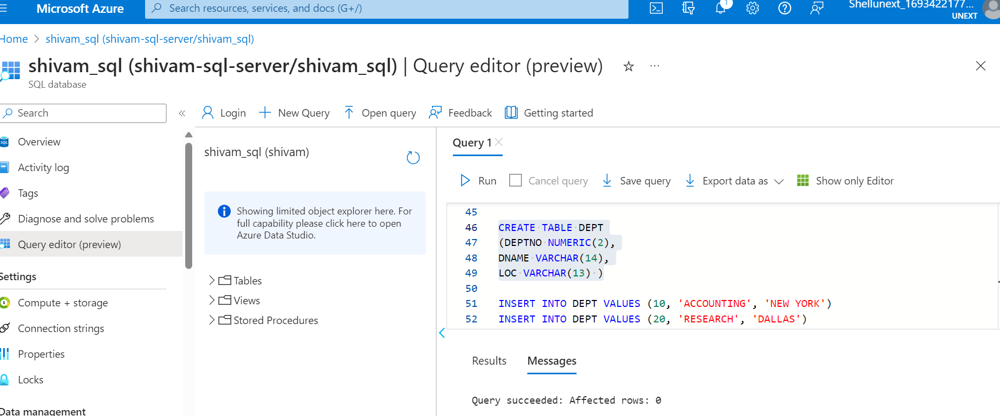 Microsoft Azure
Search resources, services, and docs (G+/)
1
Shellunext_1693422177...
UNEXT
Home > shivam_sql (shivam-sql-server/shivam_sql)
shivam_sql (shivam-sql-server/shivam_sql) | Query editor (preview)
SQL database
Search
Login
New Query
Open query
Feedback
Getting started
SQL
Overview
Activity log
Tags
Diagnose and solve problems
Query editor (preview)
Settings
Compute + storage
Connection strings
Properties
Locks
Data management
shivam_sql (shivam)
Showing limited object explorer here. For
full capability please click here to open
Azure Data Studio.
Tables
Views
Stored Procedures
Query 1
Run
Cancel query
Save query
Export data as
Show only Editor
45
46 CREATE TABLE DEPT
47 (DEPTNO NUMERIC(2),
48 DNAME VARCHAR(14),
49 LOC VARCHAR(13) )
50
51 INSERT INTO DEPT VALUES (10, 'ACCOUNTING', 'NEW YORK')
52 INSERT INTO DEPT VALUES (20, 'RESEARCH', 'DALLAS')
Results
Messages
Query succeeded: Affected rows: 0